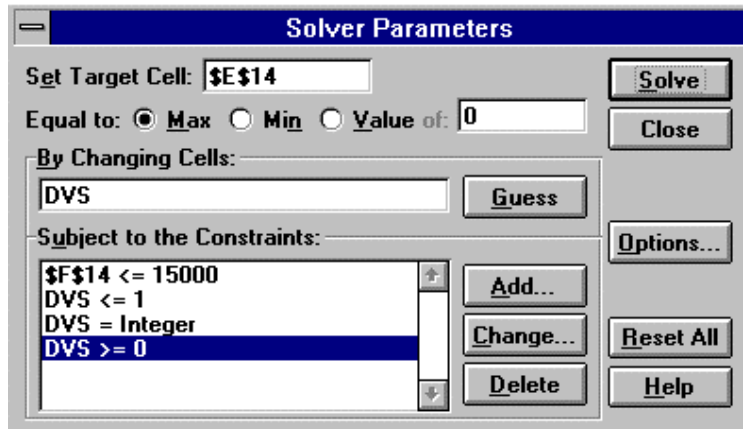 Solver Parameters
Set Target Cell: $E$14
Solve
Equal to: Max Min Value of: 0
Close
By Changing Cells:
DVS
Guess
Subject to the Constraints:
Options...
$F$14 <= 15000
DVS <= 1
DVS = Integer
DVS >= 0
Add...
Change...
Reset All
Delete
Help